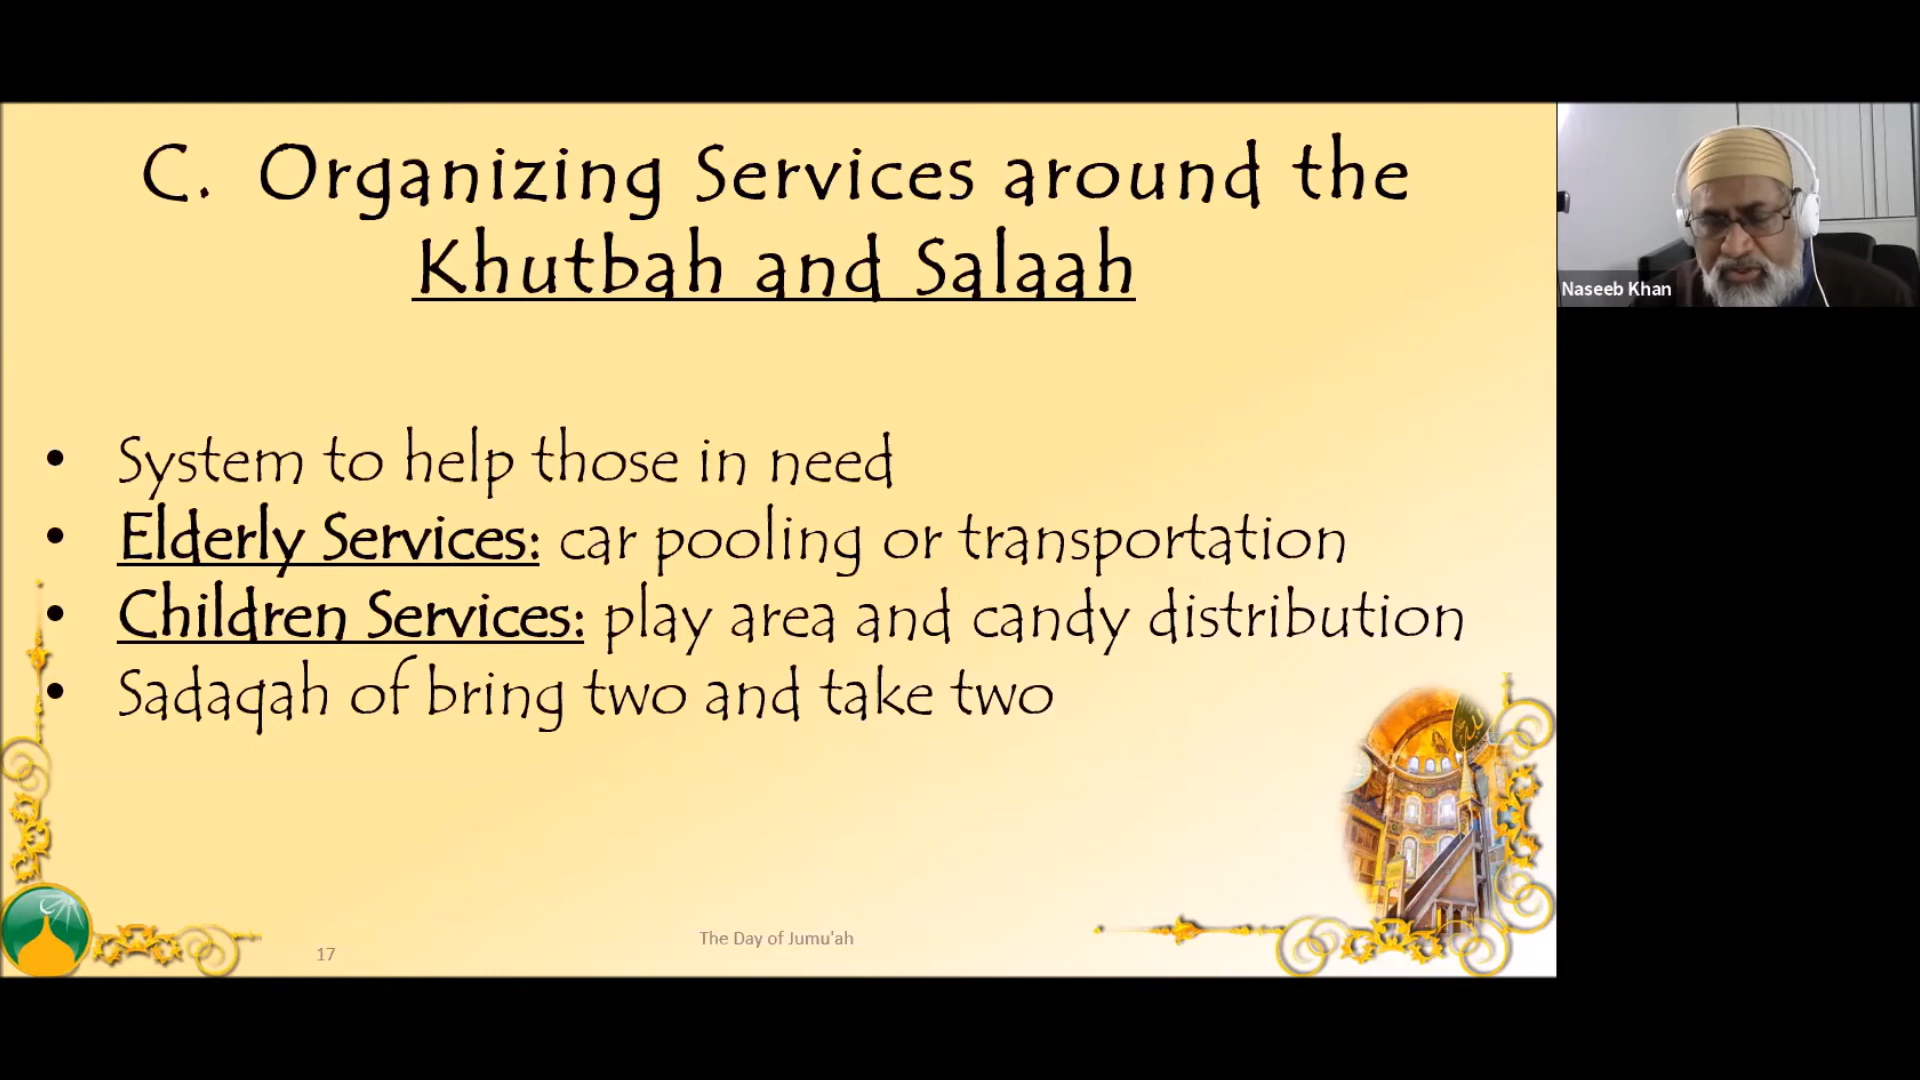 C. Organizing Services around the
Khutbah and Salaah
• System to help those in need
• Elderly Services: car pooling or transportation
• Children Services: play area and candy distribution
• Sadaqah of bring two and take two
17
The Day of Jumu'ah
Naseeb Khan